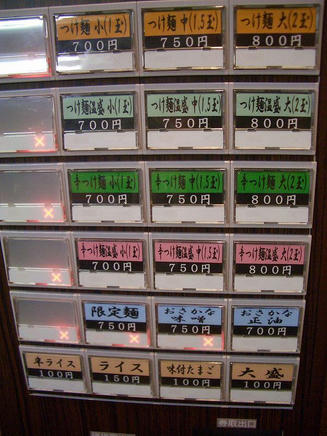 つけ麺 小(1玉) つけ麺 中(1.5玉) つけ麺 大(2玉)
700円 750円 800円
つけ麺温盛 小(1玉) つけ麺温盛 中(1.5玉) つけ麺温盛 大(2玉)
700円 750円 800円
辛つけ麺 小(1玉) 辛つけ麺 中(1.5玉) 辛つけ麺 大(2玉)
700円 750円 800円
辛つけ麺温盛 小(1玉) 辛つけ麺温盛 中(1.5玉) 辛つけ麺温盛 大(2玉)
700円 750円 800円
限定麺 おさかな味噌 おさかな正油
750円 750円 700円
半ライス ライス 味付たまご 大盛
100円 150円 100円 100円
券取出口